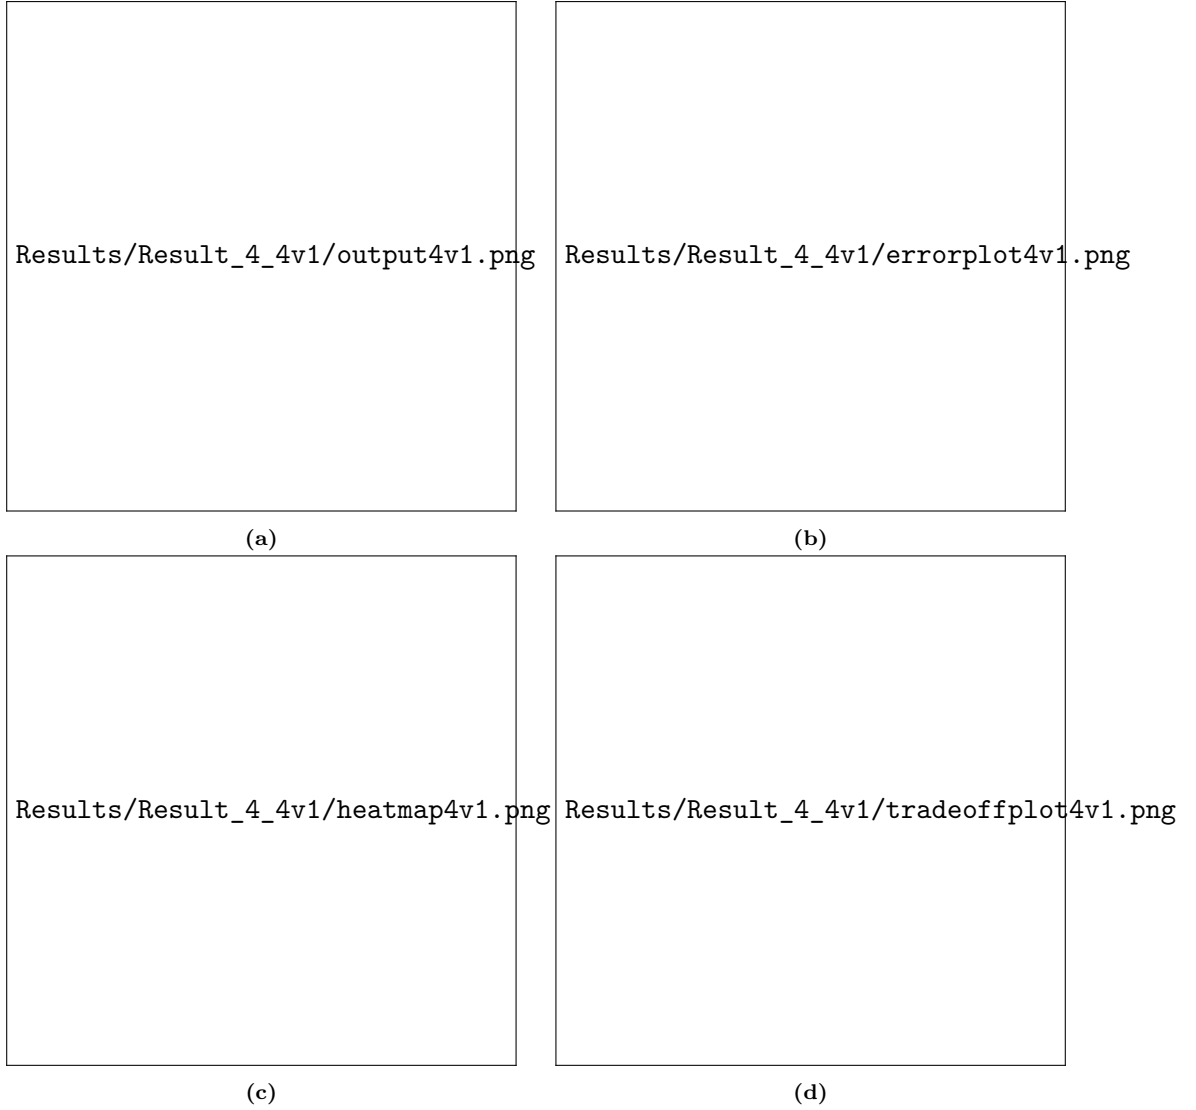 Results/Result_4_4v1/output4v1.png
Results/Result_4_4v1/errorplot4v1.png
(a)
(b)
Results/Result_4_4v1/heatmap4v1.png
Results/Result_4_4v1/tradeoffplot4v1.png
(c)
(d)